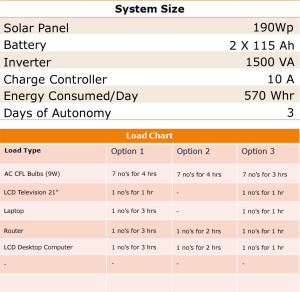 System Size
Solar Panel 190Wp
Battery 2 X 115 Ah
Inverter 1500 VA
Charge Controller 10 A
Energy Consumed/Day 570 Whr
Days of Autonomy 3
Load Chart
Load Type Option 1 Option 2 Option 3
AC CFL Bulbs (9W) 7 no's for 4 hrs 7 no's for 4 hrs 7 no's for 3 hrs
LCD Television 21" 1 no's for 1 hr - 1 no's for 1 hr
Laptop 1 no's for 3 hrs - 1 no's for 1 hr
Router 1 no's for 3 hrs 1 no's for 2 hrs 1 no's for 1 hr
LCD Desktop Computer 1 no's for 3 hrs 1 no's for 2 hrs 1 no's for 1 hr
- - - -